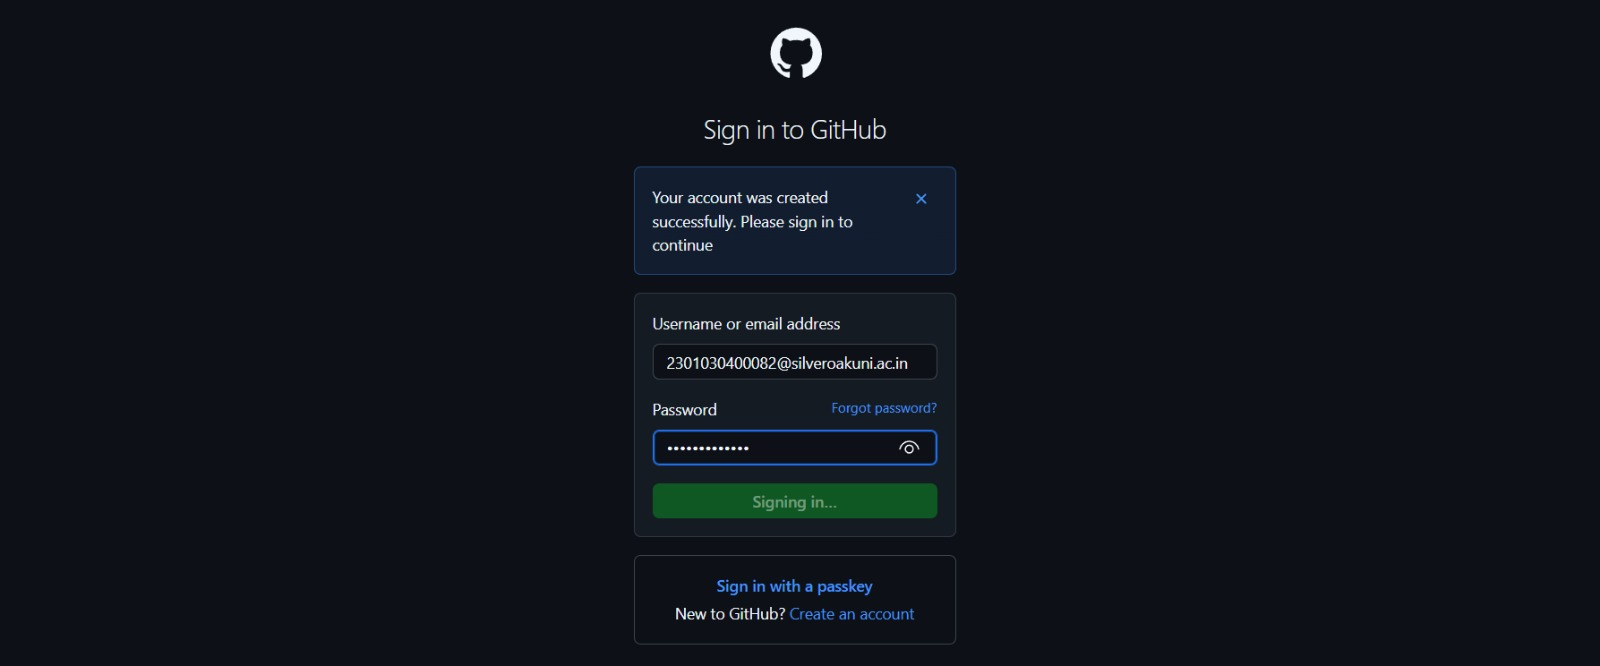 Sign in to GitHub
Your account was created
successfully. Please sign in to
continue
Username or email address
2301030400082@silveroakuni.ac.in
Password Forgot password?
•••••••••••••
Signing in...
Sign in with a passkey
New to GitHub? Create an account